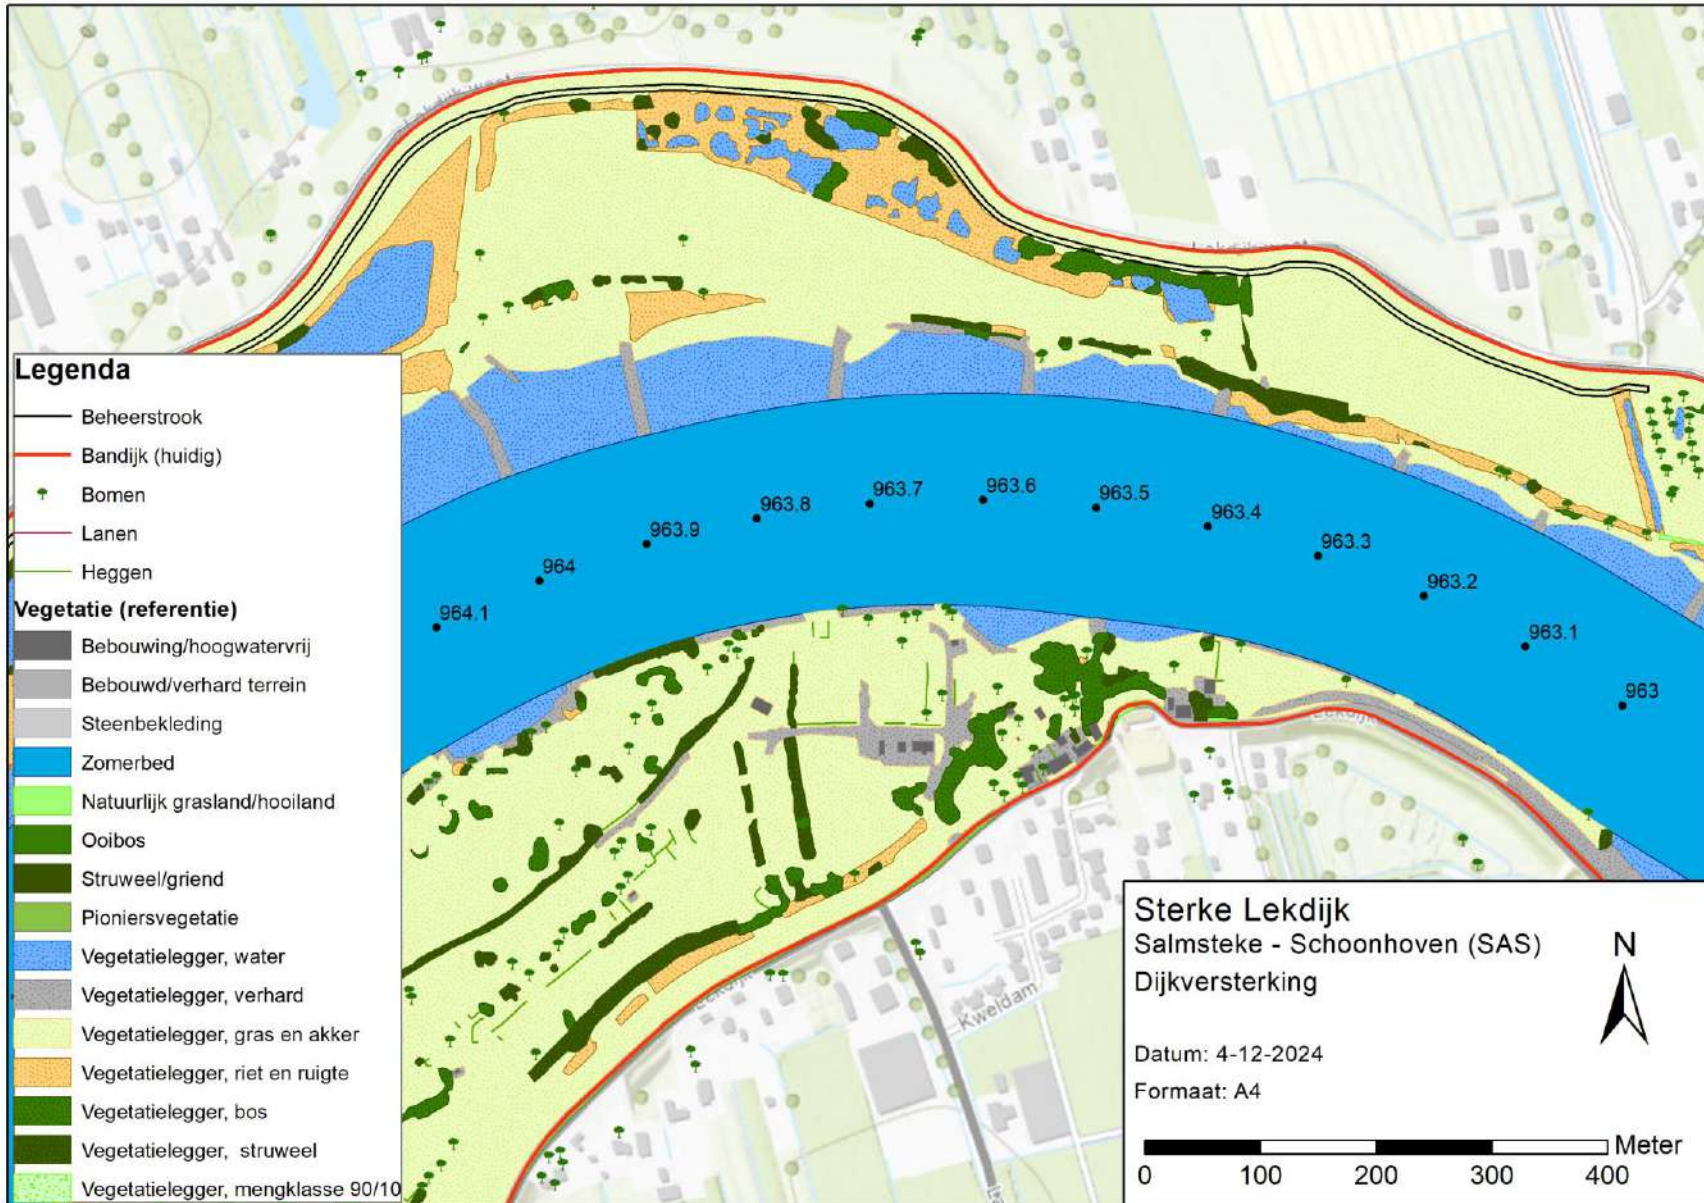 Legenda
Beheerstrook
Bandijk (huidig)
Bomen
Lanen
Heggen
Vegetatie (referentie)
Bebouwing/hoogwatervrij
Bebouwd/verhard terrein
Steenbekleding
Zomerbed
Natuurlijk grasland/hooiland
Ooibos
Struweel/griend
Pioniersvegetatie
Vegetatielegger, water
Vegetatielegger, verhard
Vegetatielegger, gras en akker
Vegetatielegger, riet en ruigte
Vegetatielegger, bos
Vegetatielegger, struweel
Vegetatielegger, mengklasse 90/10
964.1
964
963.9
963.8
963.7
963.6
963.5
963.4
963.3
963.2
963.1
963
Kweldam
Sterke Lekdijk
Salmsteke - Schoonhoven (SAS)
Dijkversterking
N
Datum: 4-12-2024
Formaat: A4
Meter
0 100 200 300 400